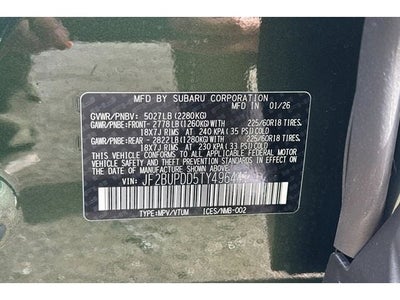 MFD BY SUBARU CORPORATION 01/26
GVWR/PNBV: 5027LB (2280KG)
GAWR/PNBE: FRONT- 2778LB(1260KG)WITH 225/60R18 TIRES,
18X7J RIMS AT 240 KPA(35 PSI)COLD
GAWR/PNBE: REAR - 2822LB(1280KG)WITH 225/60R18 TIRES,
18X7J RIMS AT 230 KPA(33 PSI)COLD
THIS VEHICLE CONFORMS TO ALL APPLICABLE FEDERAL
MOTOR VEHICLE SAFETY AND THEFT PREVENTION STANDARDS
IN EFFECT ON THE DATE OF MANUFACTURE SHOWN ABOVE.
VIN:
TYPE:MPV/VTUM ICES/NMB-002